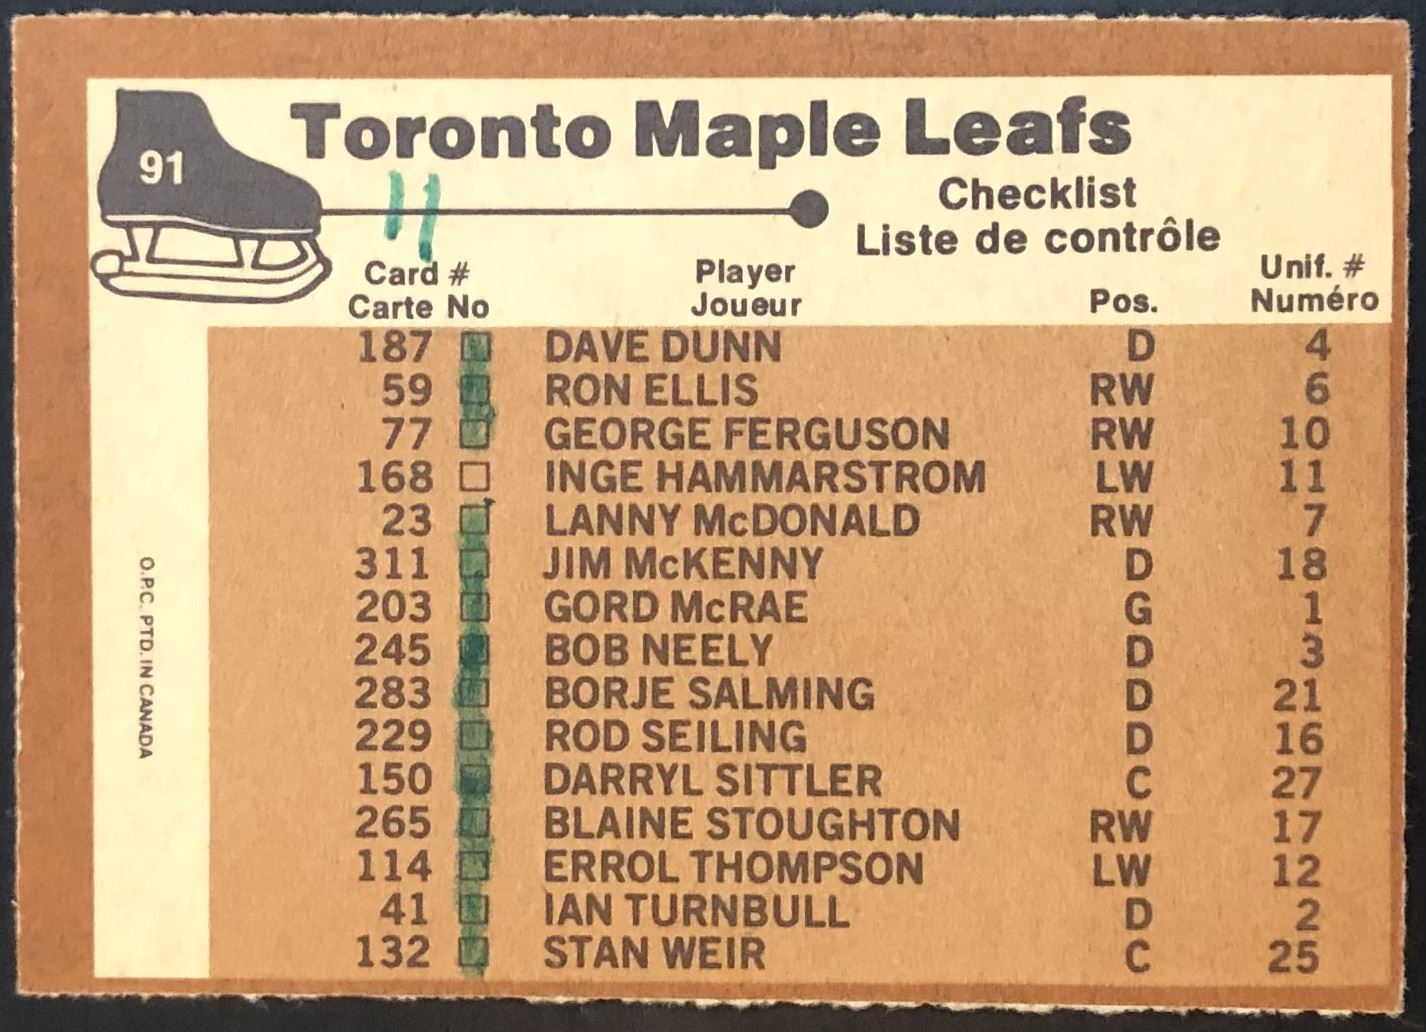 91
Toronto Maple Leafs
11
Checklist
Liste de contrôle
Card # Player Unif. #
Carte No Joueur Pos. Numéro
187 DAVE DUNN D 4
59 RON ELLIS RW 6
77 GEORGE FERGUSON RW 10
168 INGE HAMMARSTROM LW 11
23 LANNY McDONALD RW 7
311 JIM McKENNY D 18
203 GORD McRAE G 1
245 BOB NEELY D 3
283 BORJE SALMING D 21
229 ROD SEILING D 16
150 DARRYL SITTLER C 27
265 BLAINE STOUGHTON RW 17
114 ERROL THOMPSON LW 12
41 IAN TURNBULL D 2
132 STAN WEIR C 25
O.P.C. PTD. IN CANADA